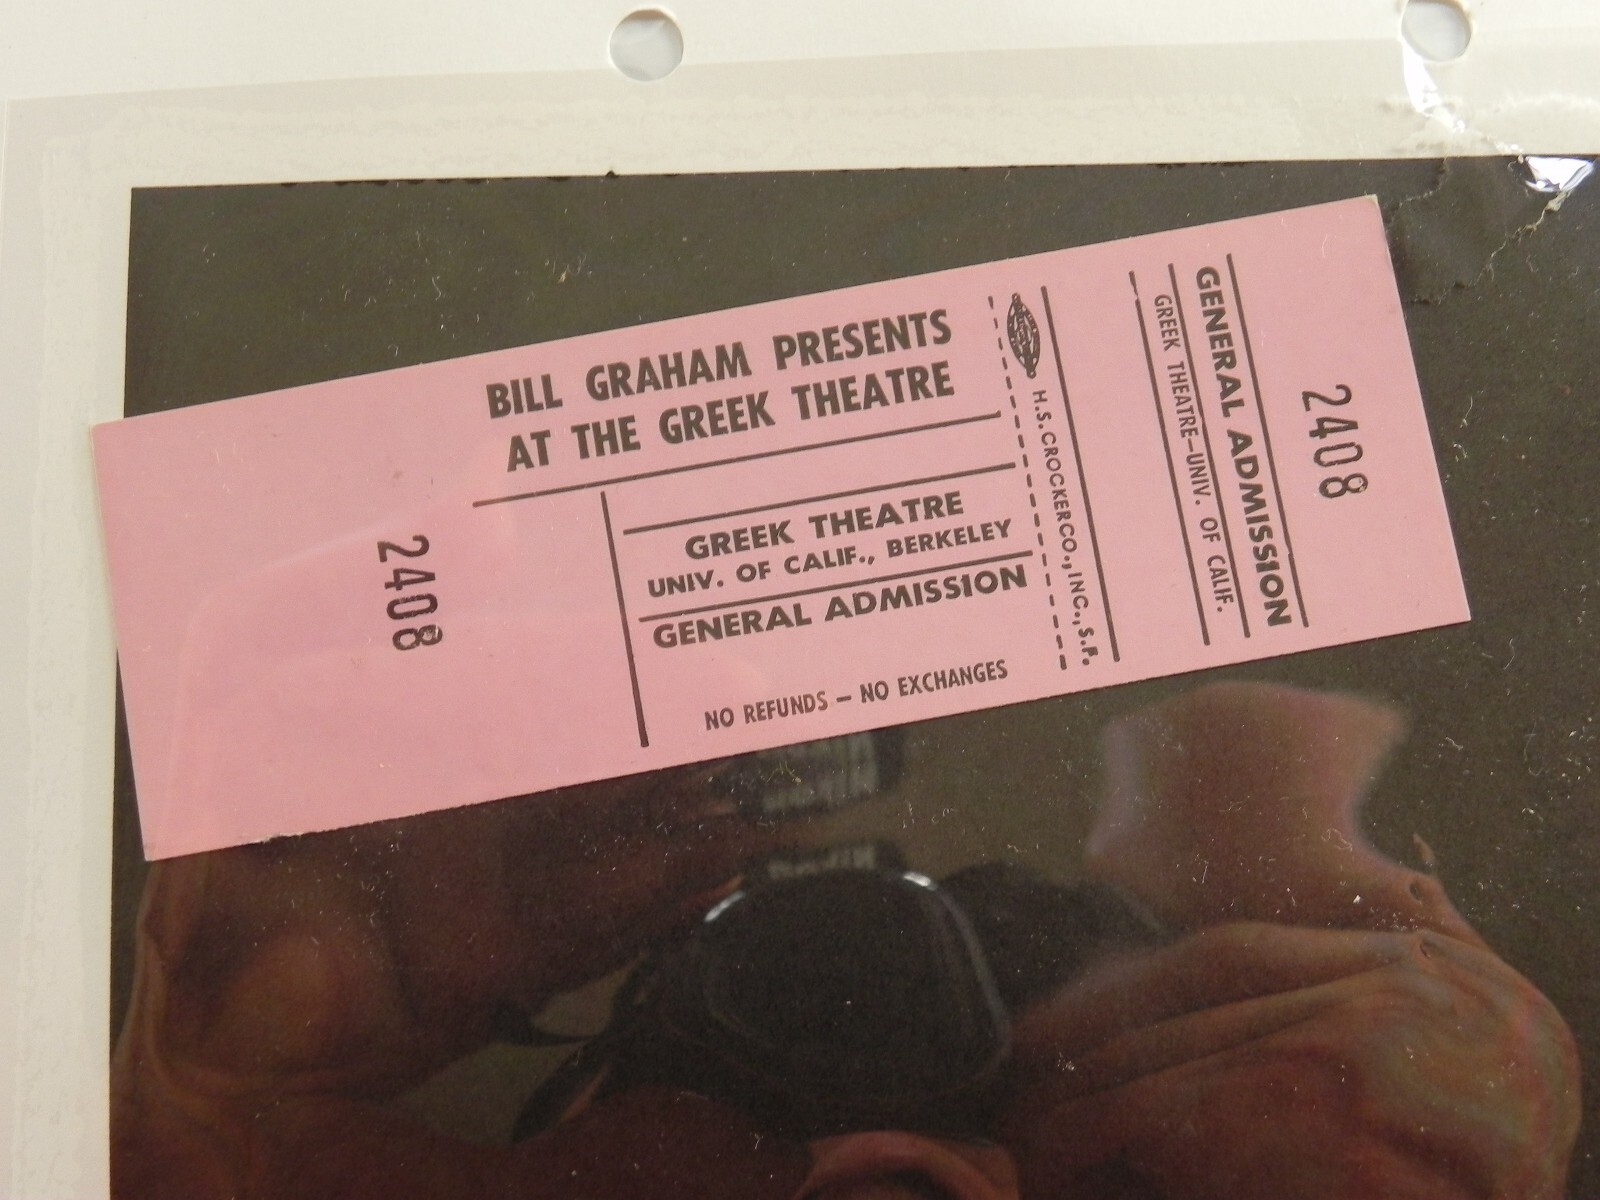 BILL GRAHAM PRESENTS
AT THE GREEK THEATRE
GREEK THEATRE
UNIV. OF CALIF., BERKELEY
GENERAL ADMISSION
NO REFUNDS – NO EXCHANGES
2408
H.S.CROCKER CO., INC., S.F.
GREEK THEATRE–UNIV. OF CALIF.
GENERAL ADMISSION
2408